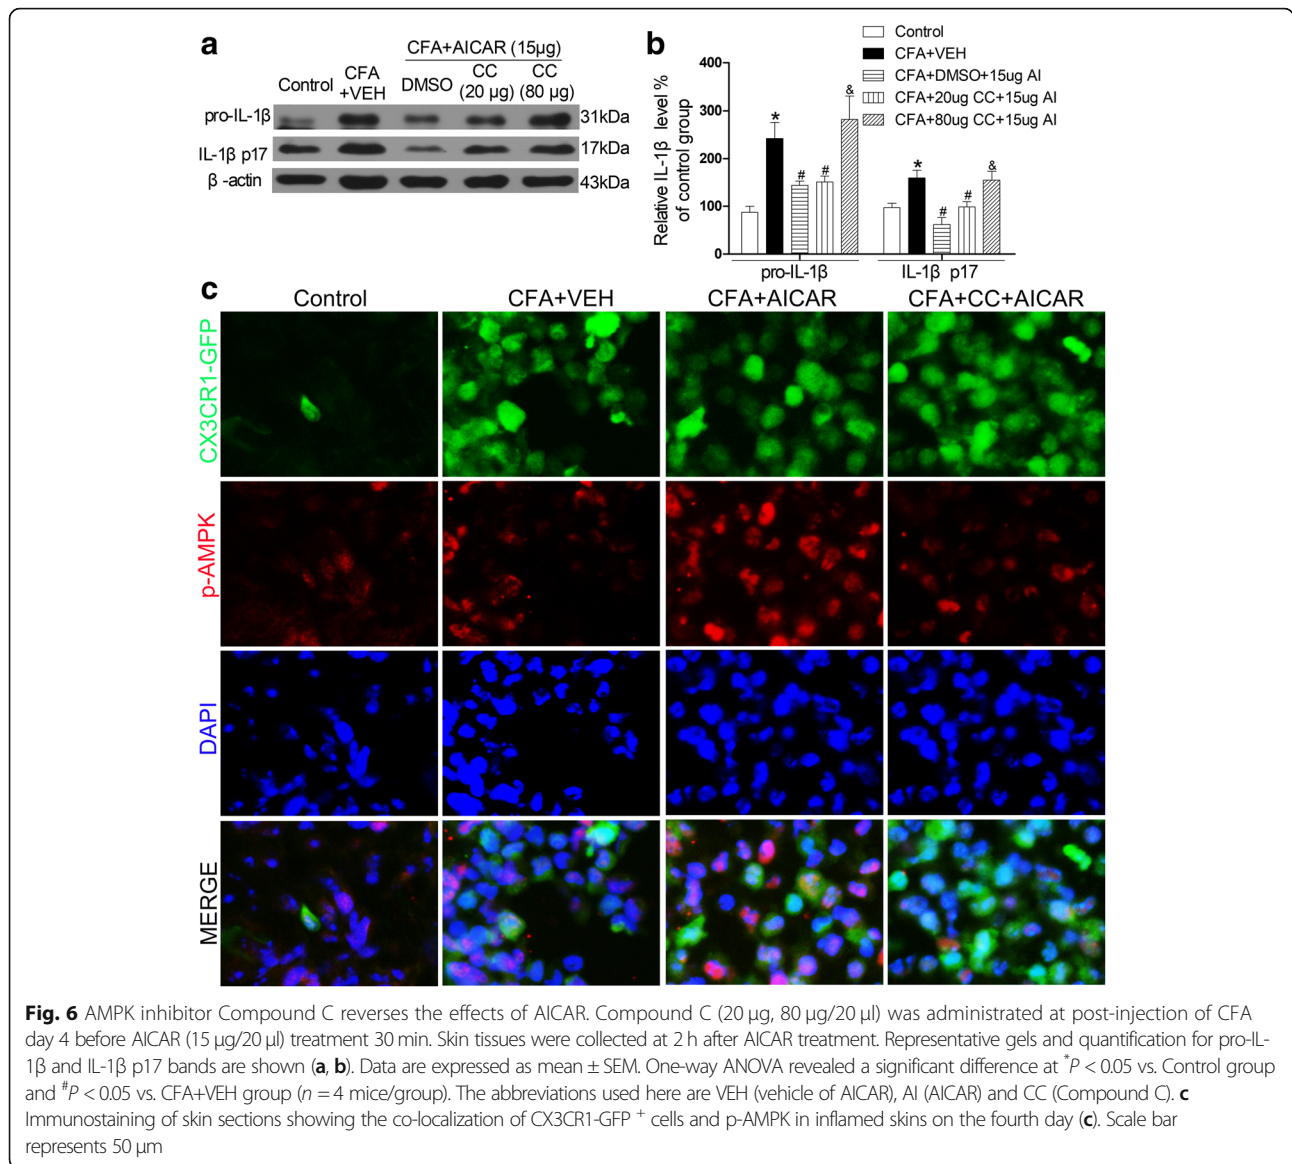 a
CFA+AICAR (15µg)
Control
CFA
+VEH
DMSO
CC
(20 µg)
CC
(80 µg)
pro-IL-1β
31kDa
IL-1β p17
17kDa
β -actin
43kDa
b
Control
CFA+VEH
CFA+DMSO+15ug AI
CFA+20ug CC+15ug AI
CFA+80ug CC+15ug AI
Relative IL-1β level %
of control group
400
300
200
100
0
*
#
#
&
*
#
#
&
pro-IL-1β
IL-1β p17
c
Control
CFA+VEH
CFA+AICAR
CFA+CC+AICAR
CX3CR1-GFP
p-AMPK
DAPI
MERGE
Fig. 6 AMPK inhibitor Compound C reverses the effects of AICAR. Compound C (20 µg, 80 µg/20 µl) was administrated at post-injection of CFA
day 4 before AICAR (15 µg/20 µl) treatment 30 min. Skin tissues were collected at 2 h after AICAR treatment. Representative gels and quantification for pro-IL-
1β and IL-1β p17 bands are shown (a, b). Data are expressed as mean ± SEM. One-way ANOVA revealed a significant difference at *P < 0.05 vs. Control group
and #P < 0.05 vs. CFA+VEH group (n = 4 mice/group). The abbreviations used here are VEH (vehicle of AICAR), AI (AICAR) and CC (Compound C). c
Immunostaining of skin sections showing the co-localization of CX3CR1-GFP + cells and p-AMPK in inflamed skins on the fourth day (c). Scale bar
represents 50 µm